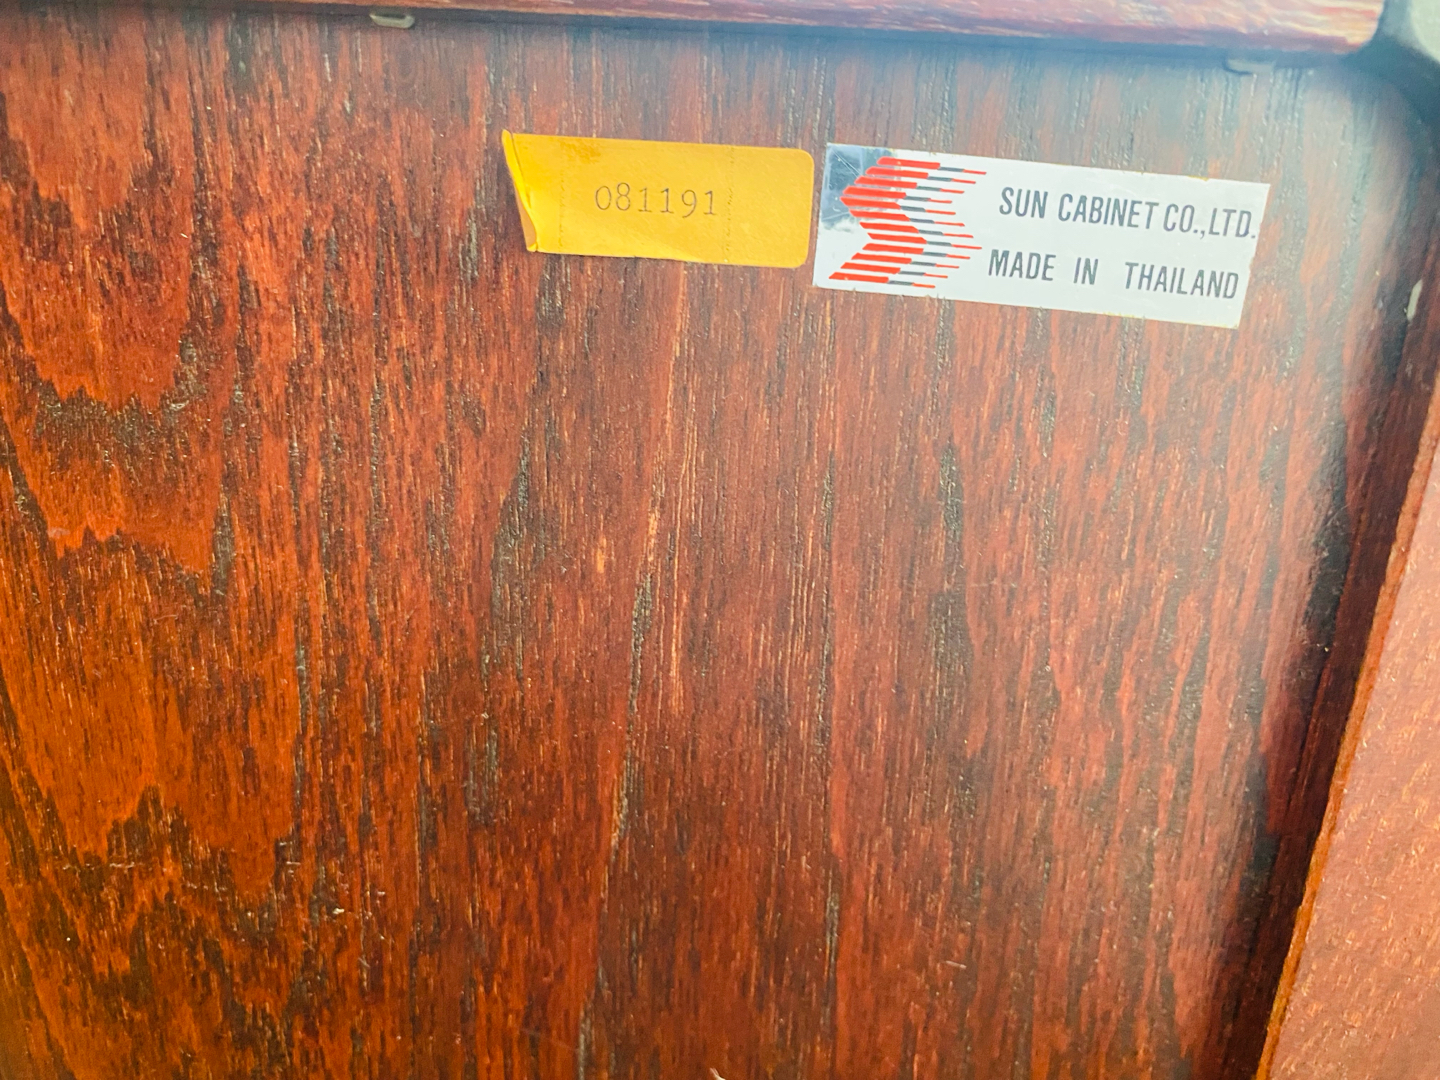 081191
SUN CABINET CO.,LTD.
MADE IN THAILAND